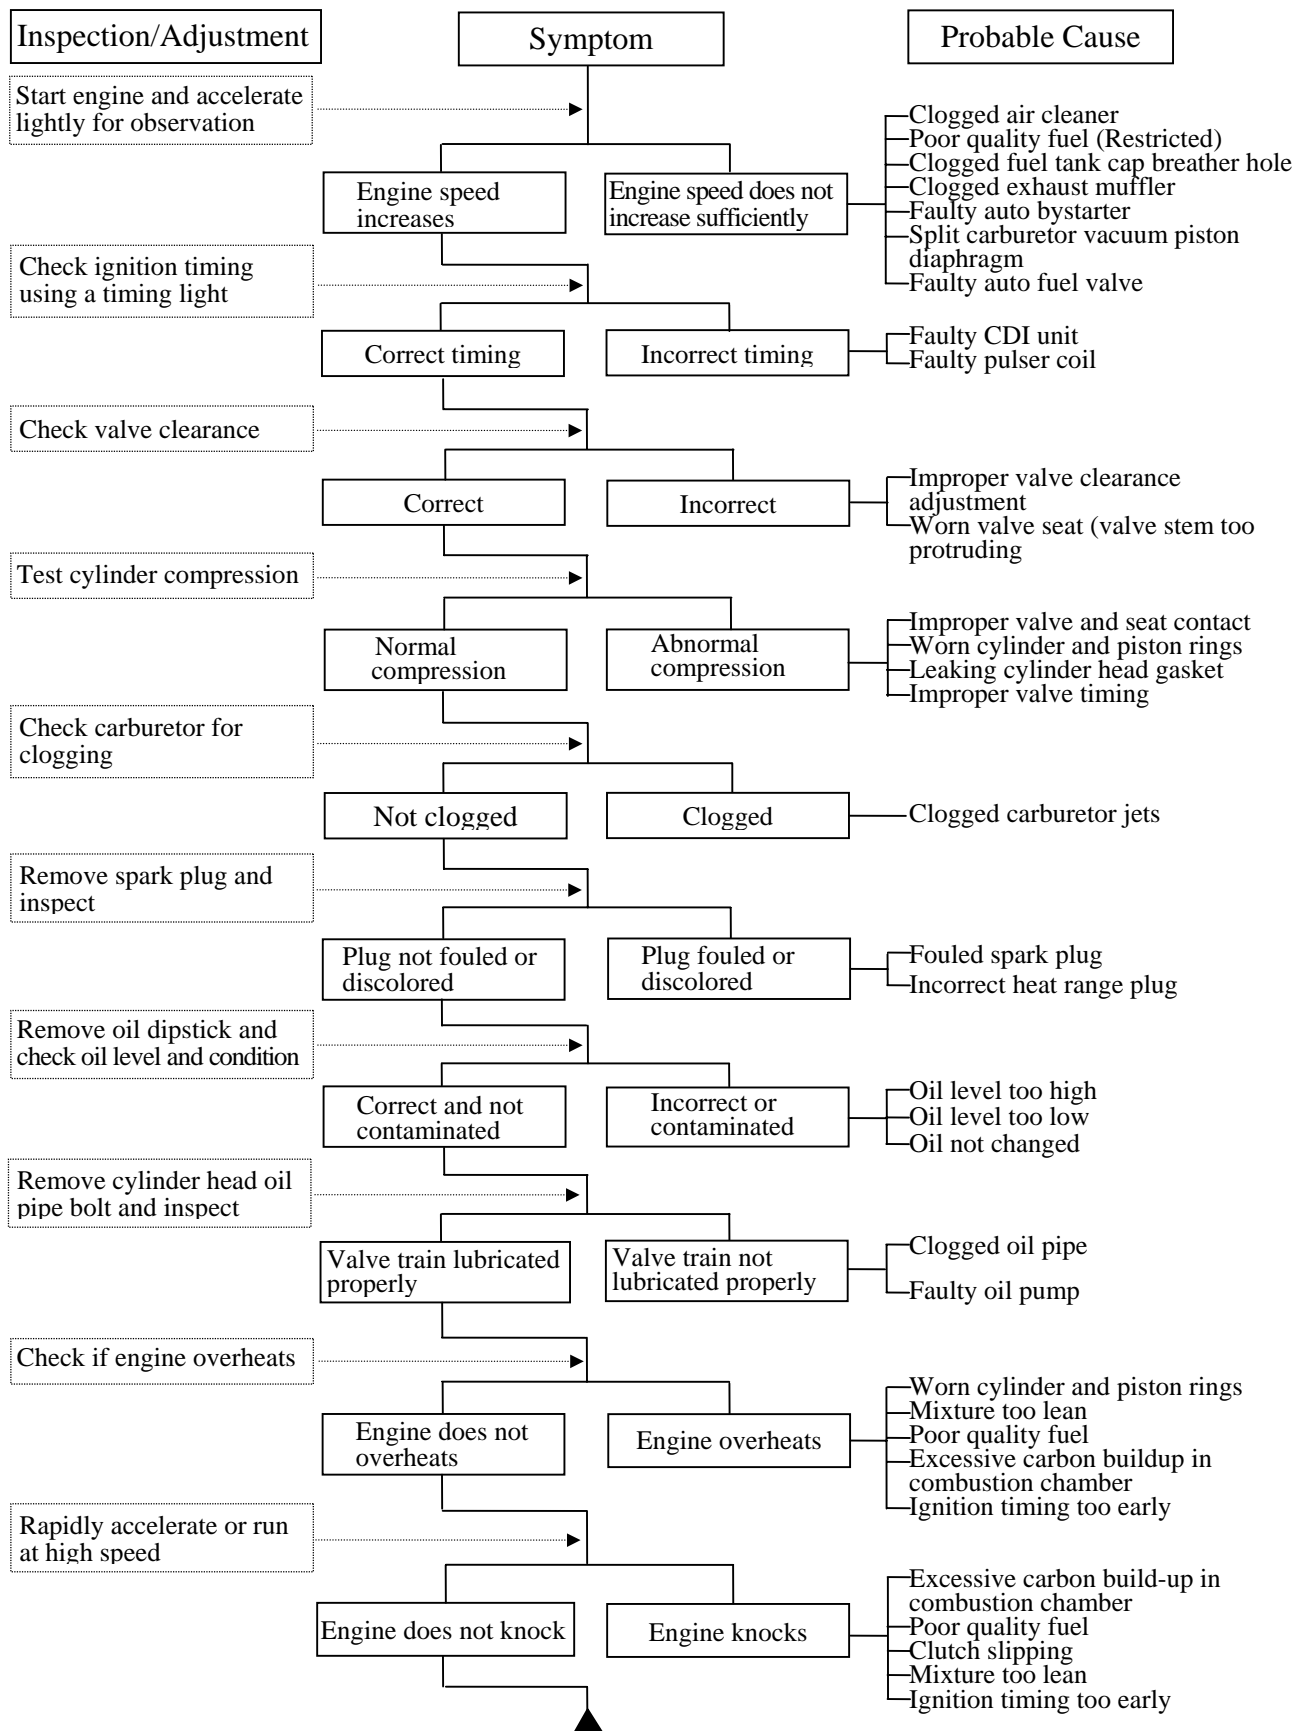 Inspection/Adjustment
Symptom
Probable Cause
Start engine and accelerate
lightly for observation
Engine speed
increases
Engine speed does not
increase sufficiently
Clogged air cleaner
Poor quality fuel (Restricted)
Clogged fuel tank cap breather hole
Clogged exhaust muffler
Faulty auto bystarter
Split carburetor vacuum piston
diaphragm
Faulty auto fuel valve
Check ignition timing
using a timing light
Correct timing
Incorrect timing
Faulty CDI unit
Faulty pulser coil
Check valve clearance
Correct
Incorrect
Improper valve clearance
adjustment
Worn valve seat (valve stem too
protruding
Test cylinder compression
Normal
compression
Abnormal
compression
Improper valve and seat contact
Worn cylinder and piston rings
Leaking cylinder head gasket
Improper valve timing
Check carburetor for
clogging
Not clogged
Clogged
Clogged carburetor jets
Remove spark plug and
inspect
Plug not fouled or
discolored
Plug fouled or
discolored
Fouled spark plug
Incorrect heat range plug
Remove oil dipstick and
check oil level and condition
Correct and not
contaminated
Incorrect or
contaminated
Oil level too high
Oil level too low
Oil not changed
Remove cylinder head oil
pipe bolt and inspect
Valve train lubricated
properly
Valve train not
lubricated properly
Clogged oil pipe
Faulty oil pump
Check if engine overheats
Engine does not
overheats
Engine overheats
Worn cylinder and piston rings
Mixture too lean
Poor quality fuel
Excessive carbon buildup in
combustion chamber
Ignition timing too early
Rapidly accelerate or run
at high speed
Engine does not knock
Engine knocks
Excessive carbon build-up in
combustion chamber
Poor quality fuel
Clutch slipping
Mixture too lean
Ignition timing too early